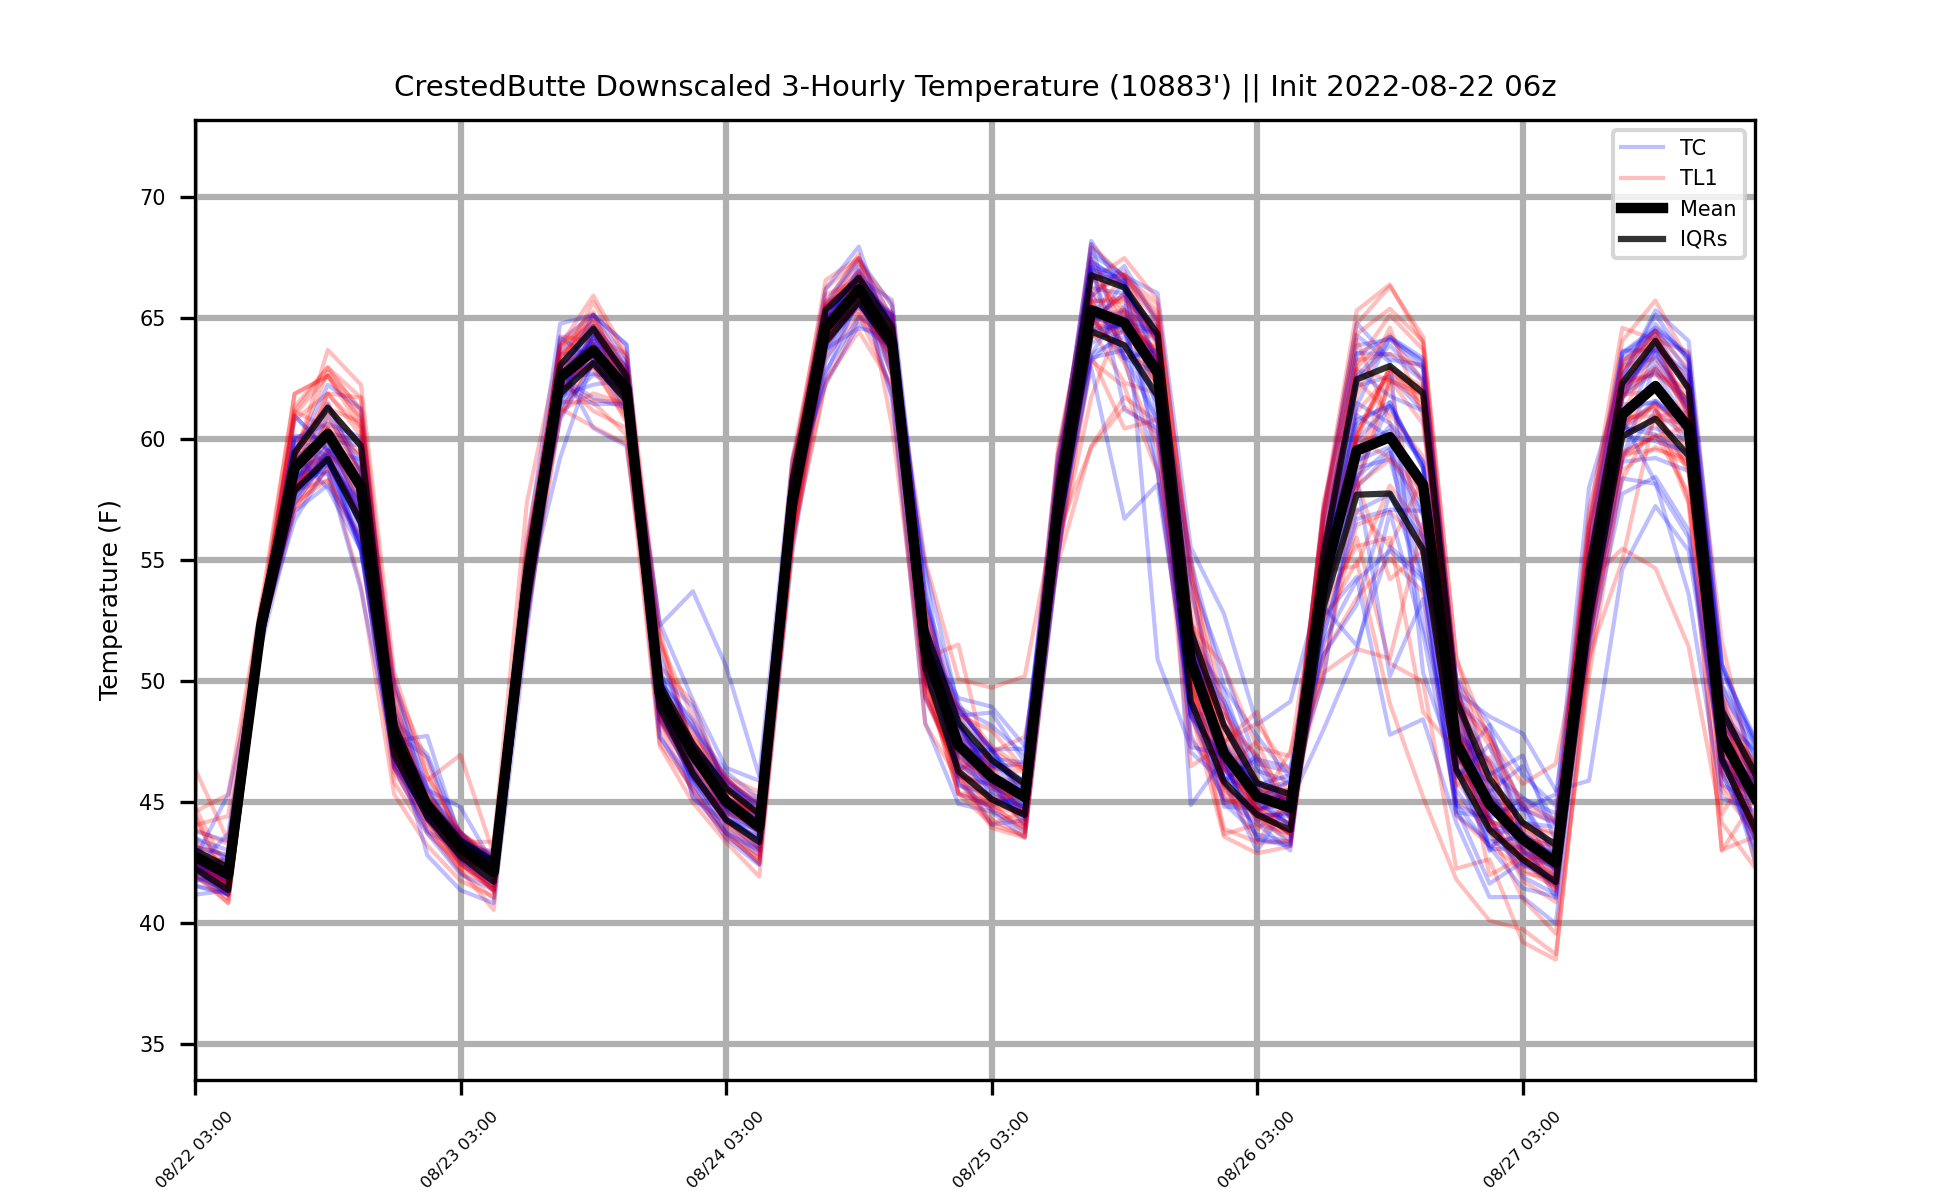 CrestedButte Downscaled 3-Hourly Temperature (10883') || Init 2022-08-22 06z
TC
TL1
Mean
IQRs
Temperature (F)
70
65
60
55
50
45
40
35
08/22 03:00
08/23 03:00
08/24 03:00
08/25 03:00
08/26 03:00
08/27 03:00